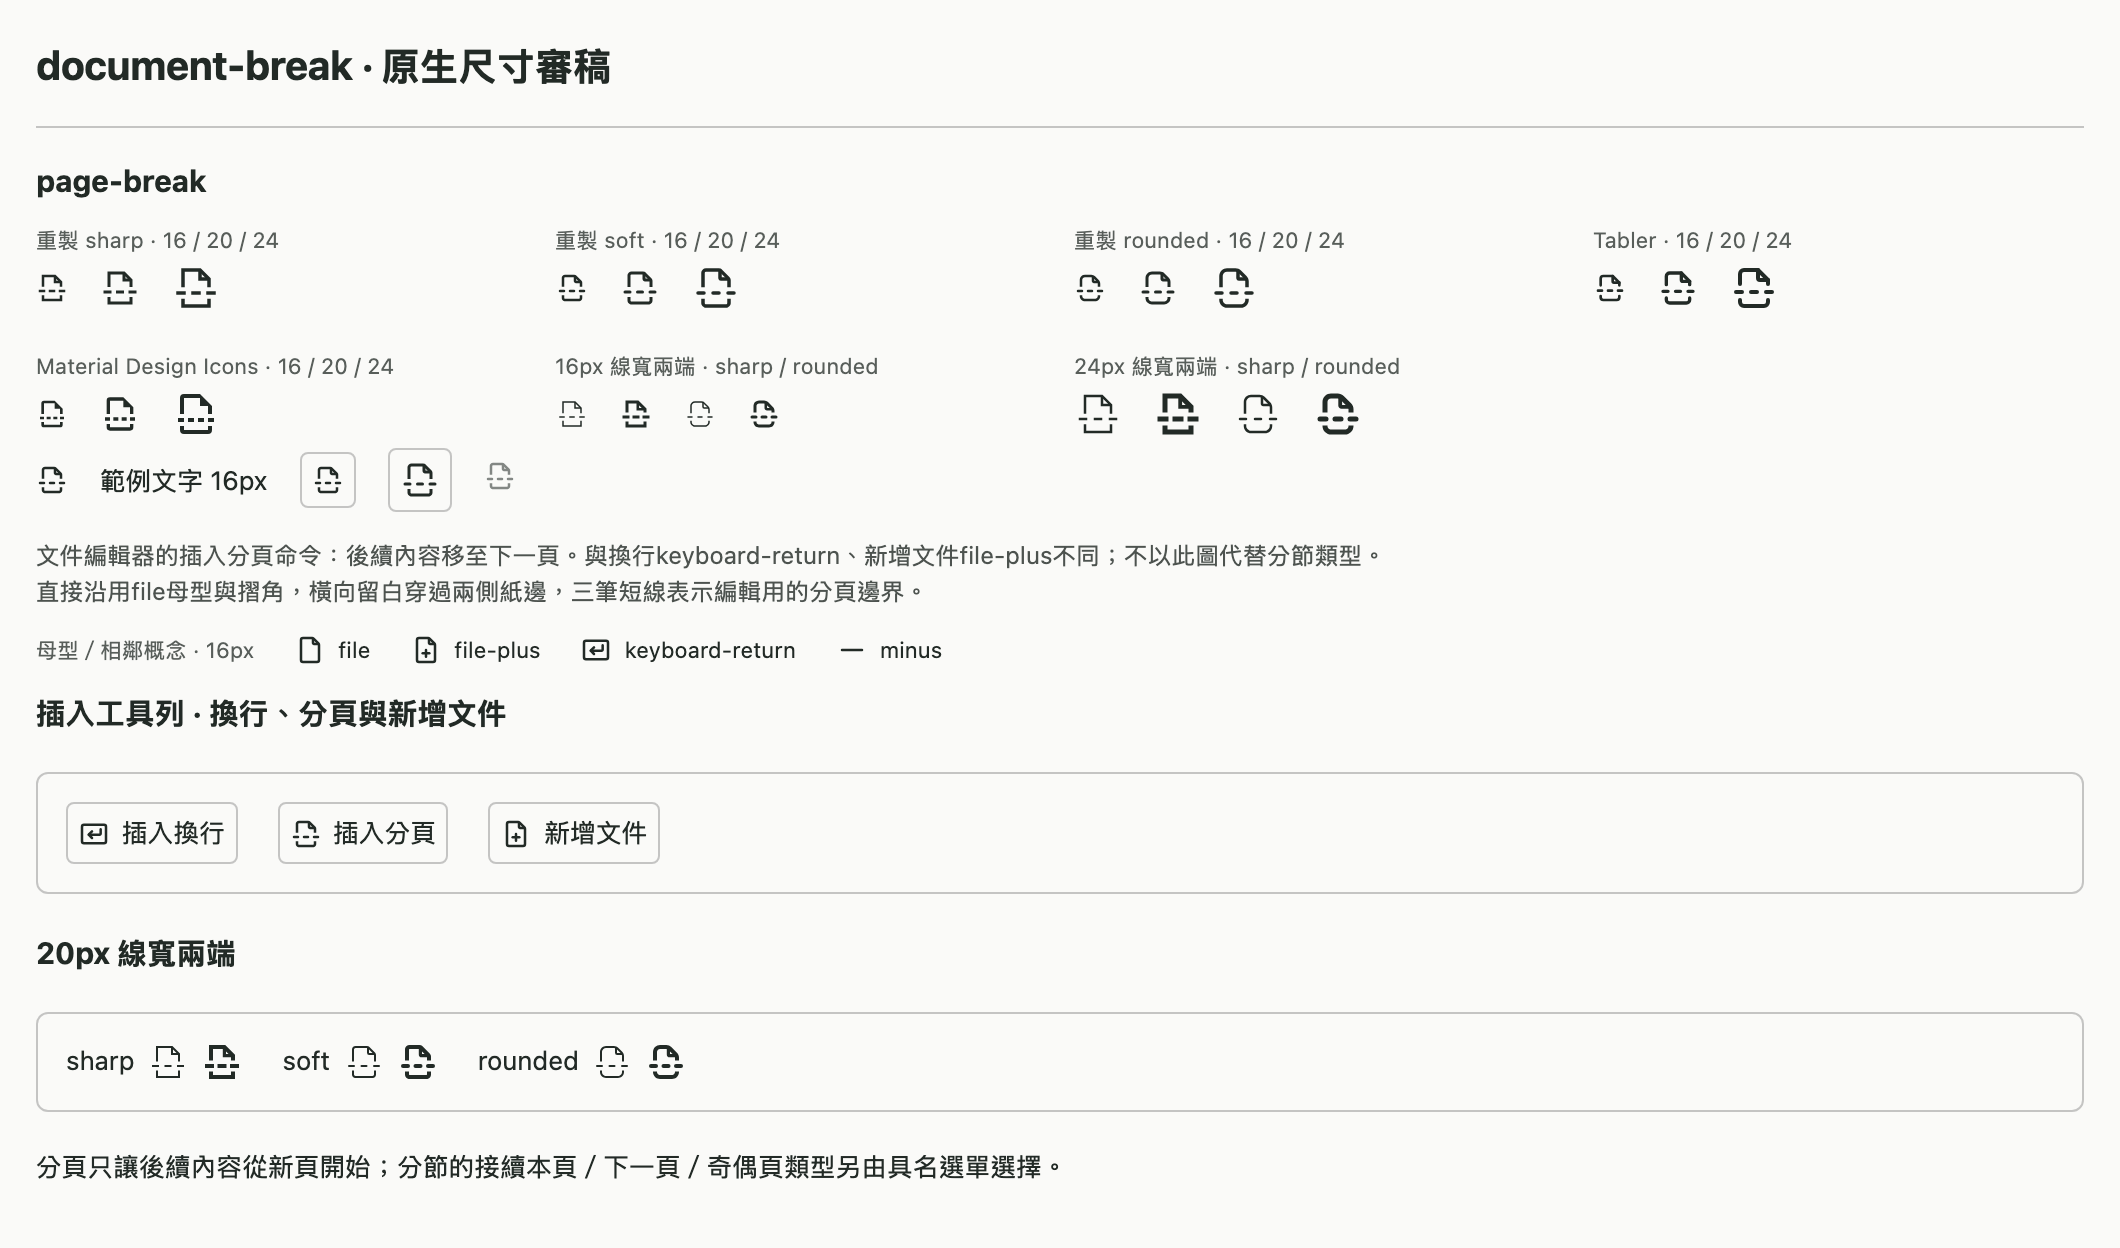 document-break · 原生尺寸審稿
page-break
重製 sharp · 16 / 20 / 24
重製 soft · 16 / 20 / 24
重製 rounded · 16 / 20 / 24
Tabler · 16 / 20 / 24
Material Design Icons · 16 / 20 / 24
16px 線寬兩端 · sharp / rounded
24px 線寬兩端 · sharp / rounded
範例文字 16px
文件編輯器的插入分頁命令：後續內容移至下一頁。與換行keyboard-return、新增文件file-plus不同；不以此圖代替分節類型。
直接沿用file母型與摺角，橫向留白穿過兩側紙邊，三筆短線表示編輯用的分頁邊界。
母型 / 相鄰概念 · 16px
file
file-plus
keyboard-return
minus
插入工具列 · 換行、分頁與新增文件
插入換行
插入分頁
新增文件
20px 線寬兩端
sharp
soft
rounded
分頁只讓後續內容從新頁開始；分節的接續本頁 / 下一頁 / 奇偶頁類型另由具名選單選擇。